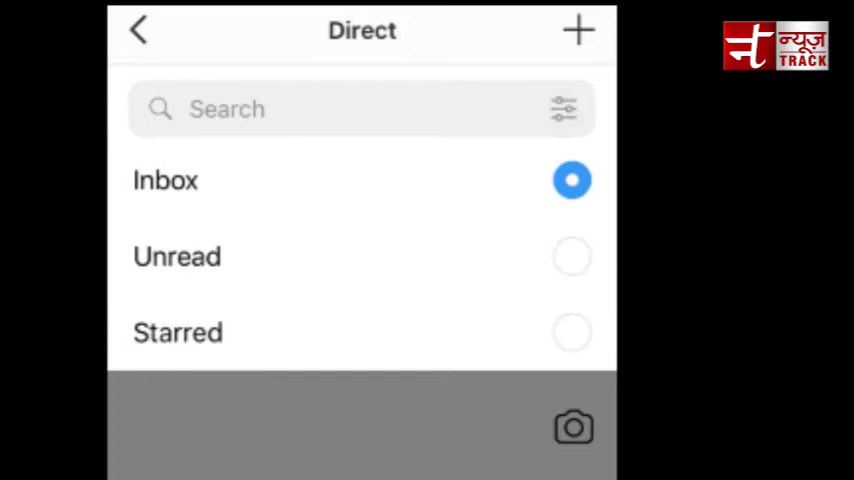 Direct
न्यूज़
TRACK
Search
Inbox
Unread
Starred